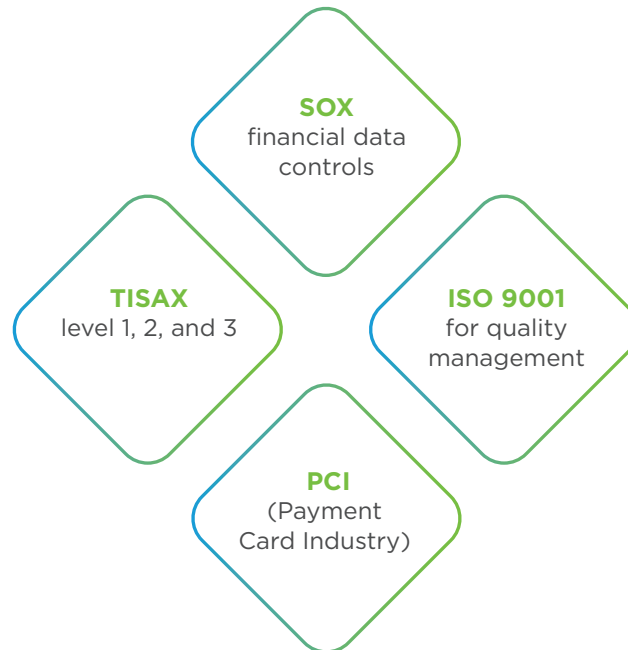 SOX
financial data
controls
TISAX
level 1, 2, and 3
ISO 9001
for quality
management
PCI
(Payment
Card Industry)